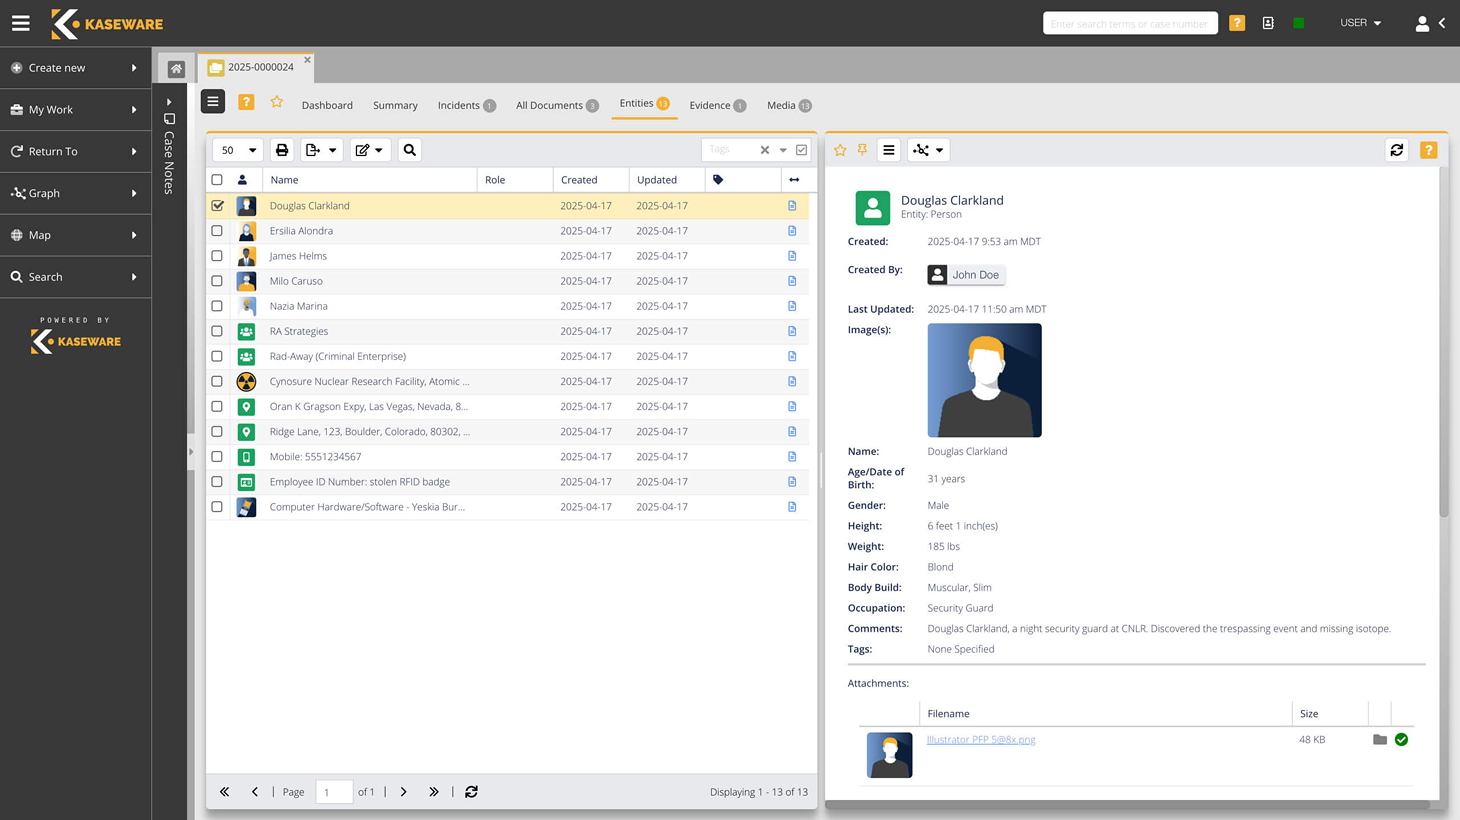 KASEWARE
Enter search terms or case number
?
USER
Create new
My Work
Return To
Graph
Map
Search
POWERED BY
KASEWARE
Case Notes
2025-0000024
?
Dashboard
Summary
Incidents 1
All Documents 3
Entities 13
Evidence 1
Media 13
50
Tags
Name Role Created Updated
Douglas Clarkland 2025-04-17 2025-04-17
Ersilia Alondra 2025-04-17 2025-04-17
James Helms 2025-04-17 2025-04-17
Milo Caruso 2025-04-17 2025-04-17
Nazia Marina 2025-04-17 2025-04-17
RA Strategies 2025-04-17 2025-04-17
Rad-Away (Criminal Enterprise) 2025-04-17 2025-04-17
Cynosure Nuclear Research Facility, Atomic ... 2025-04-17 2025-04-17
Oran K Gragson Expy, Las Vegas, Nevada, 8... 2025-04-17 2025-04-17
Ridge Lane, 123, Boulder, Colorado, 80302, ... 2025-04-17 2025-04-17
Mobile: 5551234567 2025-04-17 2025-04-17
Employee ID Number: stolen RFID badge 2025-04-17 2025-04-17
Computer Hardware/Software - Yeskia Bur... 2025-04-17 2025-04-17
Page 1 of 1
Displaying 1 - 13 of 13
?
Douglas Clarkland
Entity: Person
Created: 2025-04-17 9:53 am MDT
Created By: John Doe
Last Updated: 2025-04-17 11:50 am MDT
Image(s):
Name: Douglas Clarkland
Age/Date of
Birth: 31 years
Gender: Male
Height: 6 feet 1 inch(es)
Weight: 185 lbs
Hair Color: Blond
Body Build: Muscular, Slim
Occupation: Security Guard
Comments: Douglas Clarkland, a night security guard at CNLR. Discovered the trespassing event and missing isotope.
Tags: None Specified
Attachments:
Filename Size
Illustrator PFP 5@8x.png 48 KB